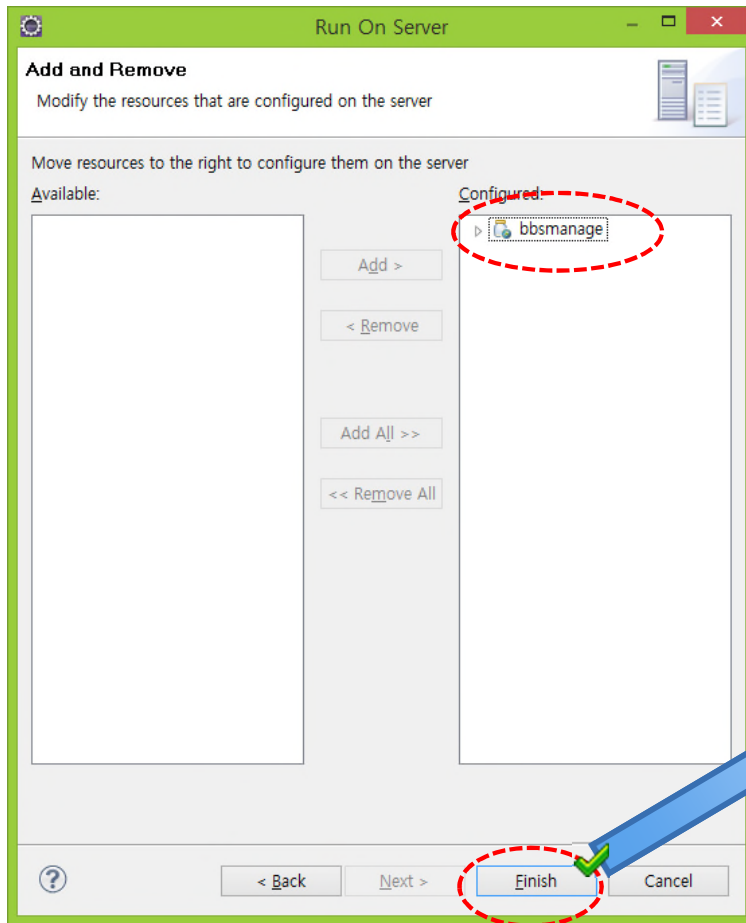 Run On Server
Add and Remove
Modify the resources that are configured on the server
Move resources to the right to configure them on the server
Available:
Configured:
bbsmanage
Add >
< Remove
Add All >>
<< Remove All
?
< Back
Next >
Finish
Cancel